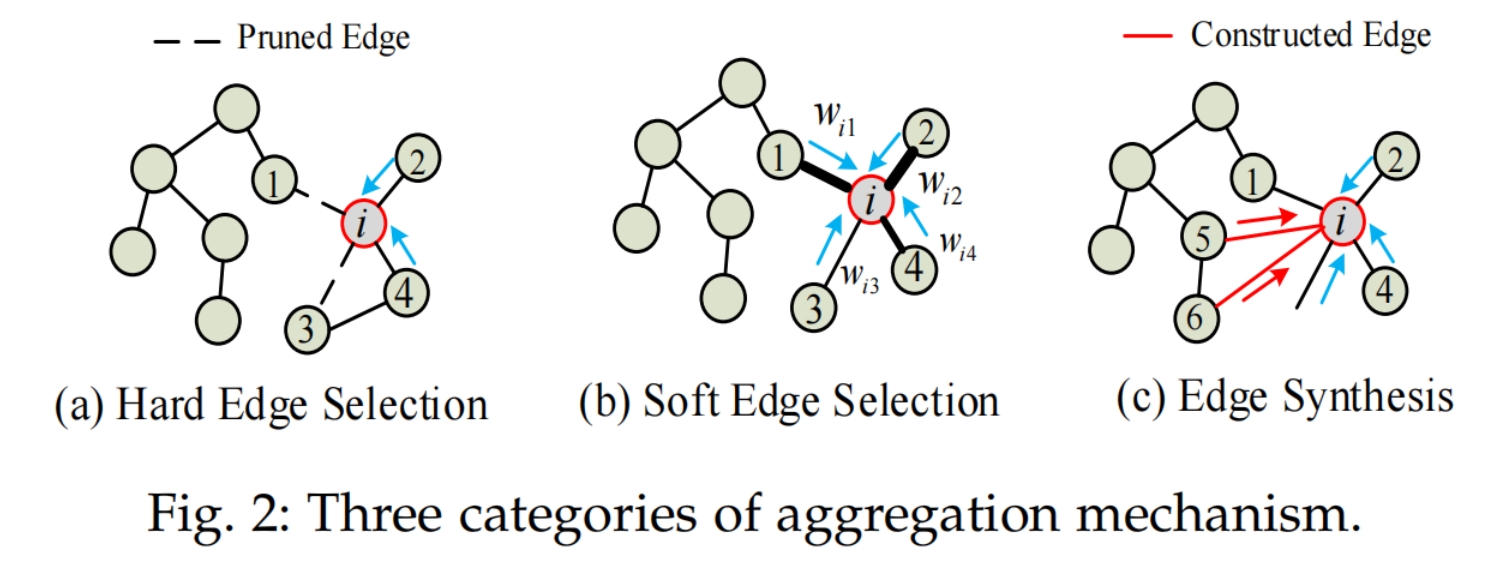 Pruned Edge
1
2
i
3
4
(a) Hard Edge Selection
w_{i1}
1
2
i
w_{i2}
w_{i4}
w_{i3}
4
3
(b) Soft Edge Selection
Constructed Edge
1
2
i
5
4
6
(c) Edge Synthesis
Fig. 2: Three categories of aggregation mechanism.